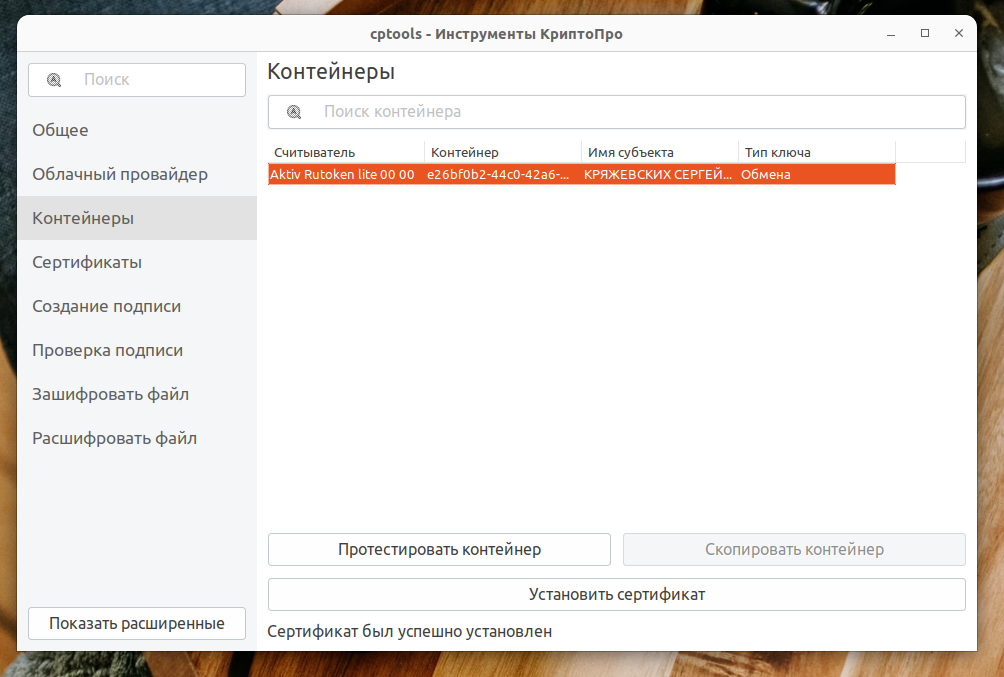 cptools - Инструменты КриптоПро
Поиск
Общее
Облачный провайдер
Контейнеры
Сертификаты
Создание подписи
Проверка подписи
Зашифровать файл
Расшифровать файл
Показать расширенные
Контейнеры
Поиск контейнера
Считыватель Контейнер Имя субъекта Тип ключа
Aktiv Rutoken lite 00 00 e26bf0b2-44c0-42a6-... КРЯЖЕВСКИХ СЕРГЕЙ... Обмена
Протестировать контейнер Скопировать контейнер
Установить сертификат
Сертификат был успешно установлен